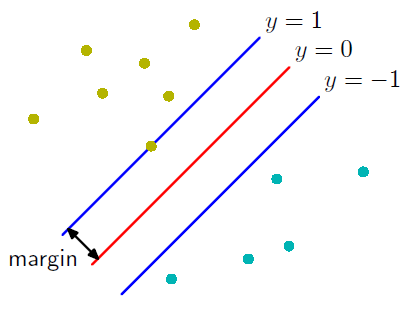 y = 1
y = 0
y = −1
margin